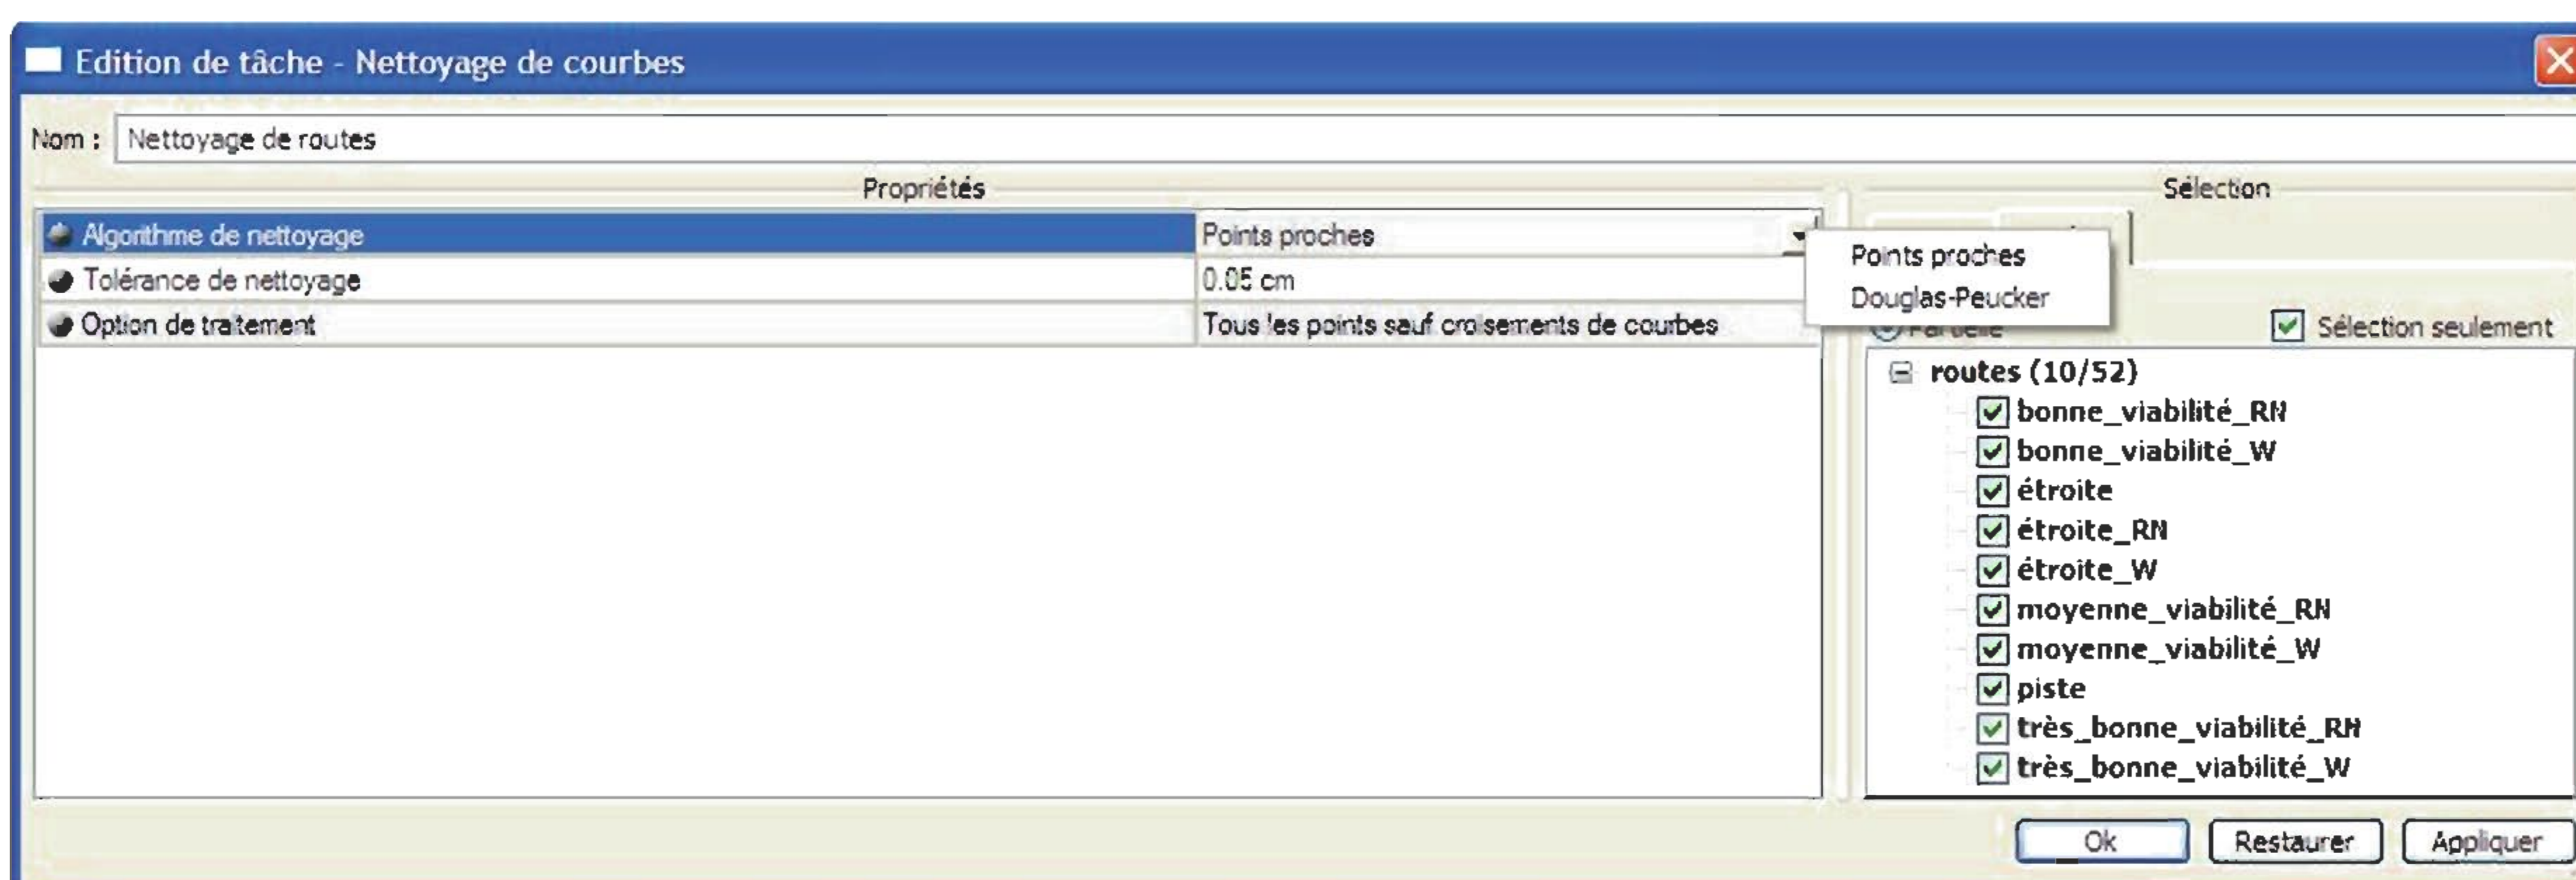 Edition de tâche - Nettoyage de courbes
Nom : Nettoyage de routes
Propriétés
Algorithme de nettoyage Points proches
Tolérance de nettoyage 0.05 cm
Option de traitement Tous les points sauf croisements de courbes
Sélection
Points proches
Douglas-Peucker
Sélection seulement
routes (10/52)
bonne_viabilité_RN
bonne_viabilité_W
étroite
étroite_RN
étroite_W
moyenne_viabilité_RN
moyenne_viabilité_W
piste
très_bonne_viabilité_RN
très_bonne_viabilité_W
Ok Restaurer Appliquer